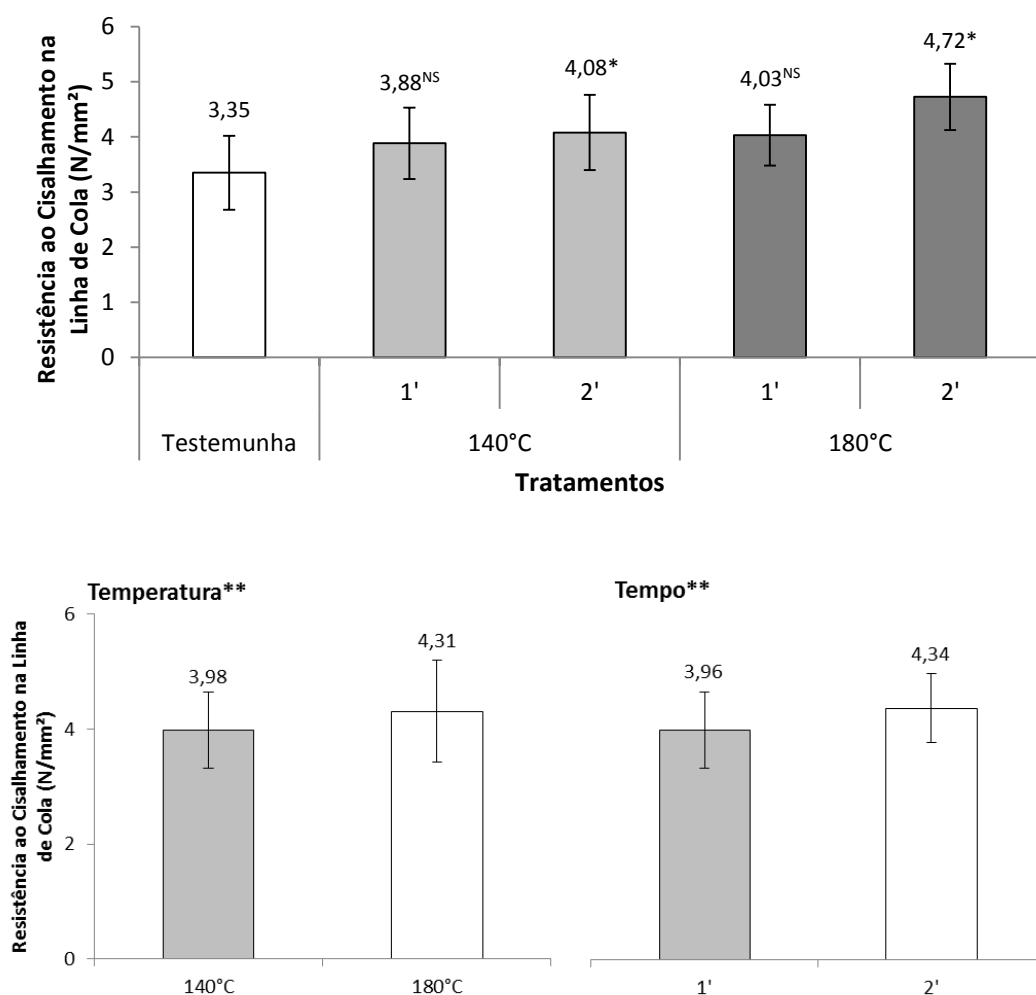 Resistência ao Cisalhamento na
Linha de Cola (N/mm²)
6
5
4
3
2
1
0
3,35
3,88ᴺˢ
4,08*
4,03ᴺˢ
4,72*
1'
2'
1'
2'
Testemunha
140°C
180°C
Tratamentos
Resistência ao Cisalhamento na Linha
de Cola (N/mm²)
Temperatura**
6
4
2
0
3,98
4,31
140°C
180°C
Tempo**
3,96
4,34
1'
2'